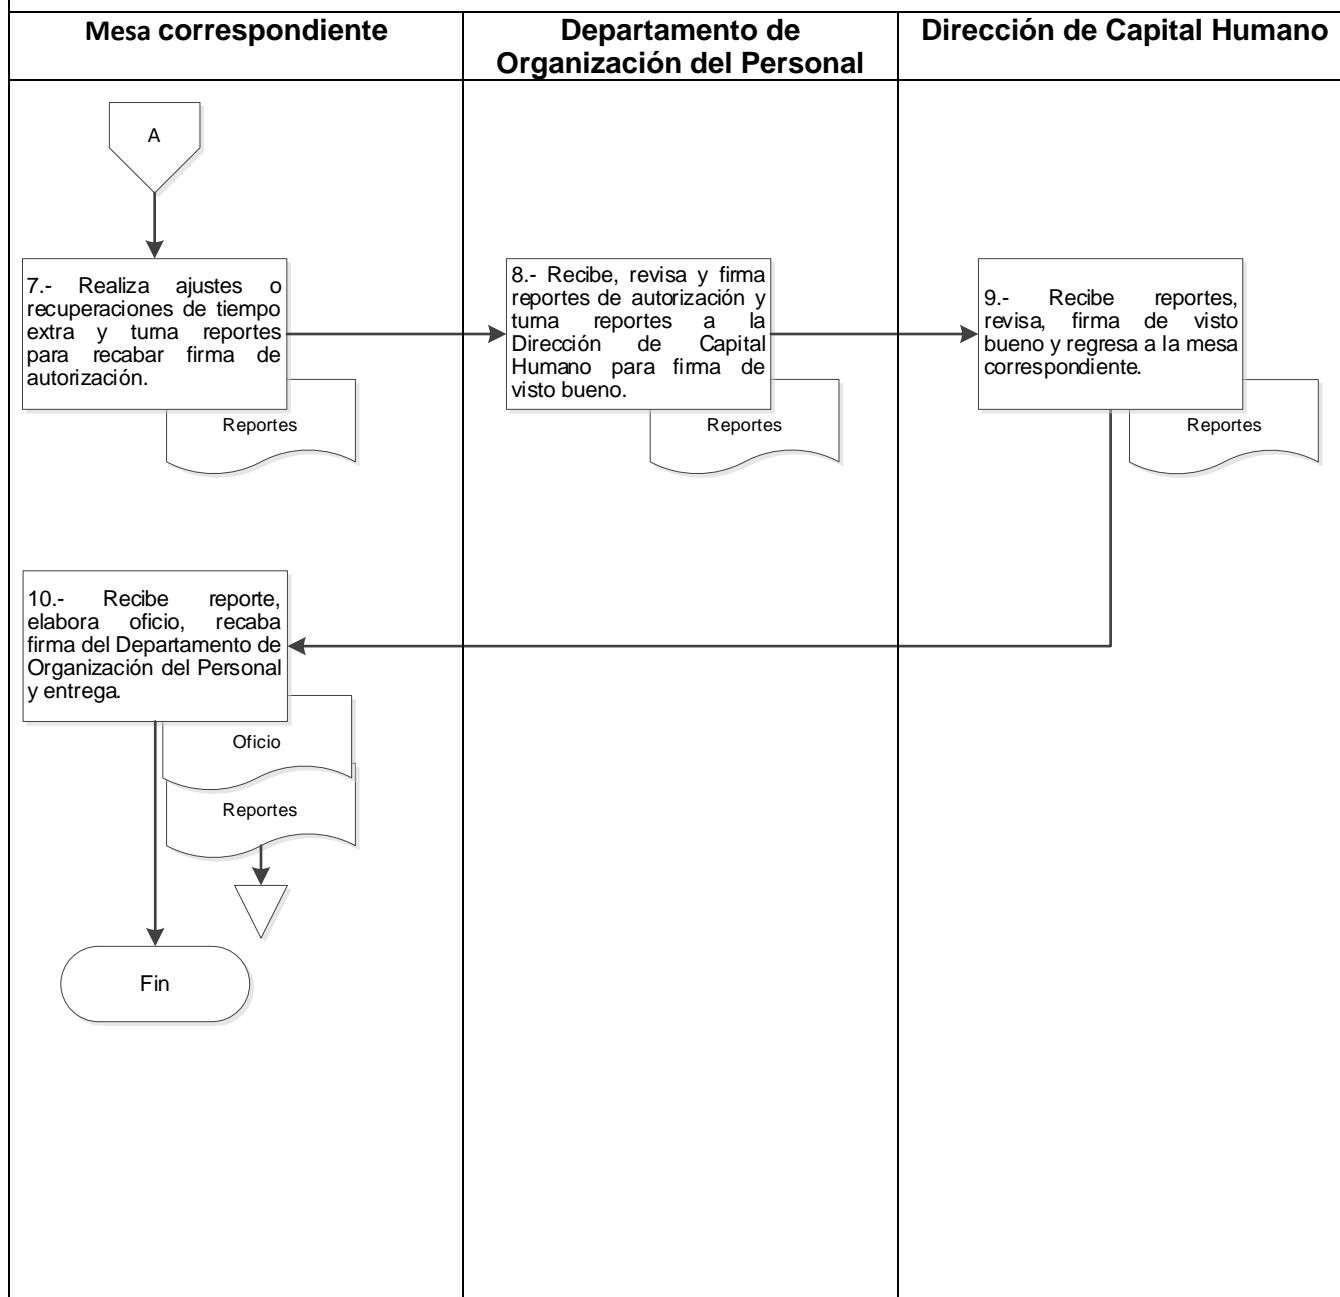 Mesa correspondiente
Departamento de
Organización del Personal
Dirección de Capital Humano
A
7.- Realiza ajustes o
recuperaciones de tiempo
extra y turna reportes
para recabar firma de
autorización.
Reportes
8.- Recibe, revisa y firma
reportes de autorización y
turna reportes a la
Dirección de Capital
Humano para firma de
visto bueno.
Reportes
9.- Recibe reportes,
revisa, firma de visto
bueno y regresa a la mesa
correspondiente.
Reportes
10.- Recibe reporte,
elabora oficio, recaba
firma del Departamento de
Organización del Personal
y entrega.
Oficio
Reportes
Fin